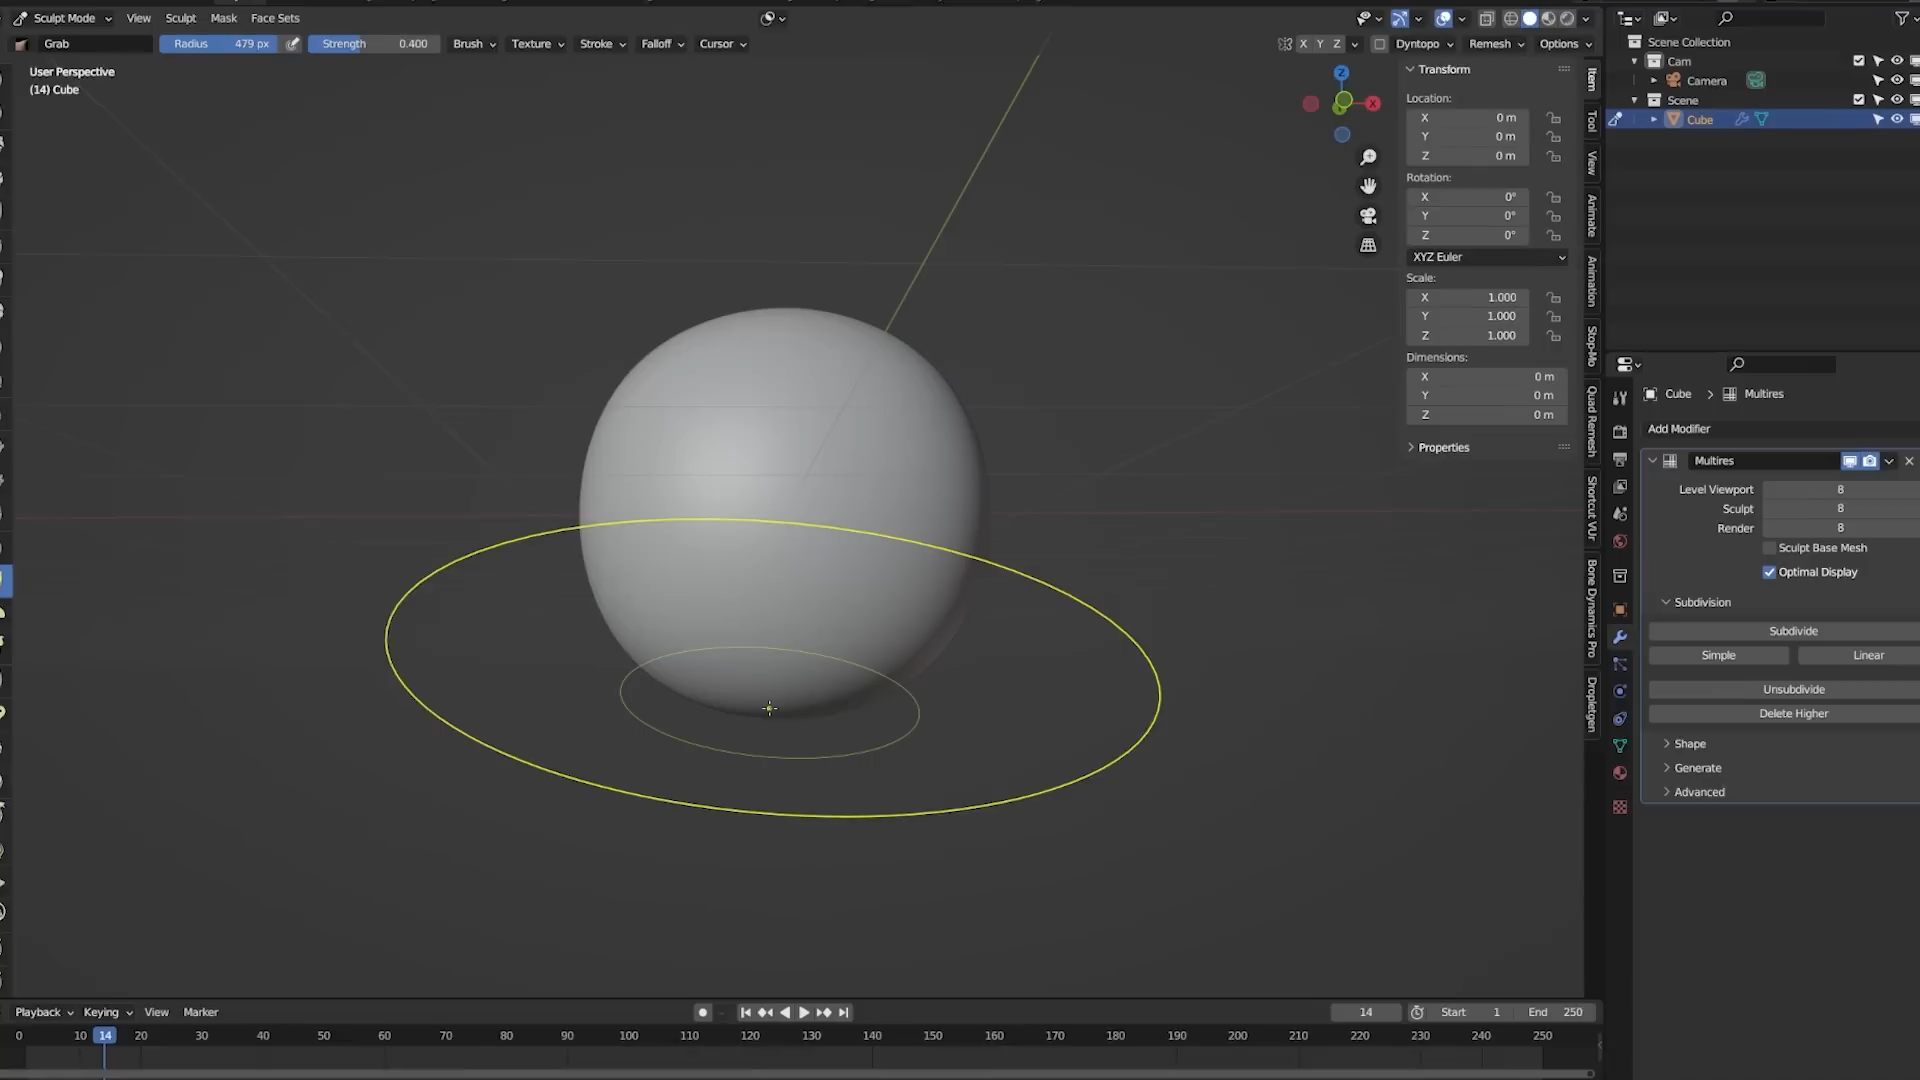 Sculpt Mode View Sculpt Mask Face Sets
Grab Radius 479 px Strength 0.400 Brush Texture Stroke Falloff Cursor X Y Z Dyntopo Remesh Options
User Perspective
(14) Cube
Z
X
Transform
Location:
X 0 m
Y 0 m
Z 0 m
Rotation:
X 0°
Y 0°
Z 0°
XYZ Euler
Scale:
X 1.000
Y 1.000
Z 1.000
Dimensions:
X 0 m
Y 0 m
Z 0 m
Properties
Item
Tool
View
Animate
Animation
Stop-Mo
Quad Remesh
Shortcut VUr
Bone Dynamics Pro
Dropletgen
Scene Collection
Cam
Camera
Scene
Cube
Cube > Multires
Add Modifier
Multires
Level Viewport 8
Sculpt 8
Render 8
Sculpt Base Mesh
Optimal Display
Subdivision
Subdivide
Simple Linear
Unsubdivide
Delete Higher
Shape
Generate
Advanced
Playback Keying View Marker 14 Start 1 End 250
0 10 14 20 30 40 50 60 70 80 90 100 110 120 130 140 150 160 170 180 190 200 210 220 230 240 250